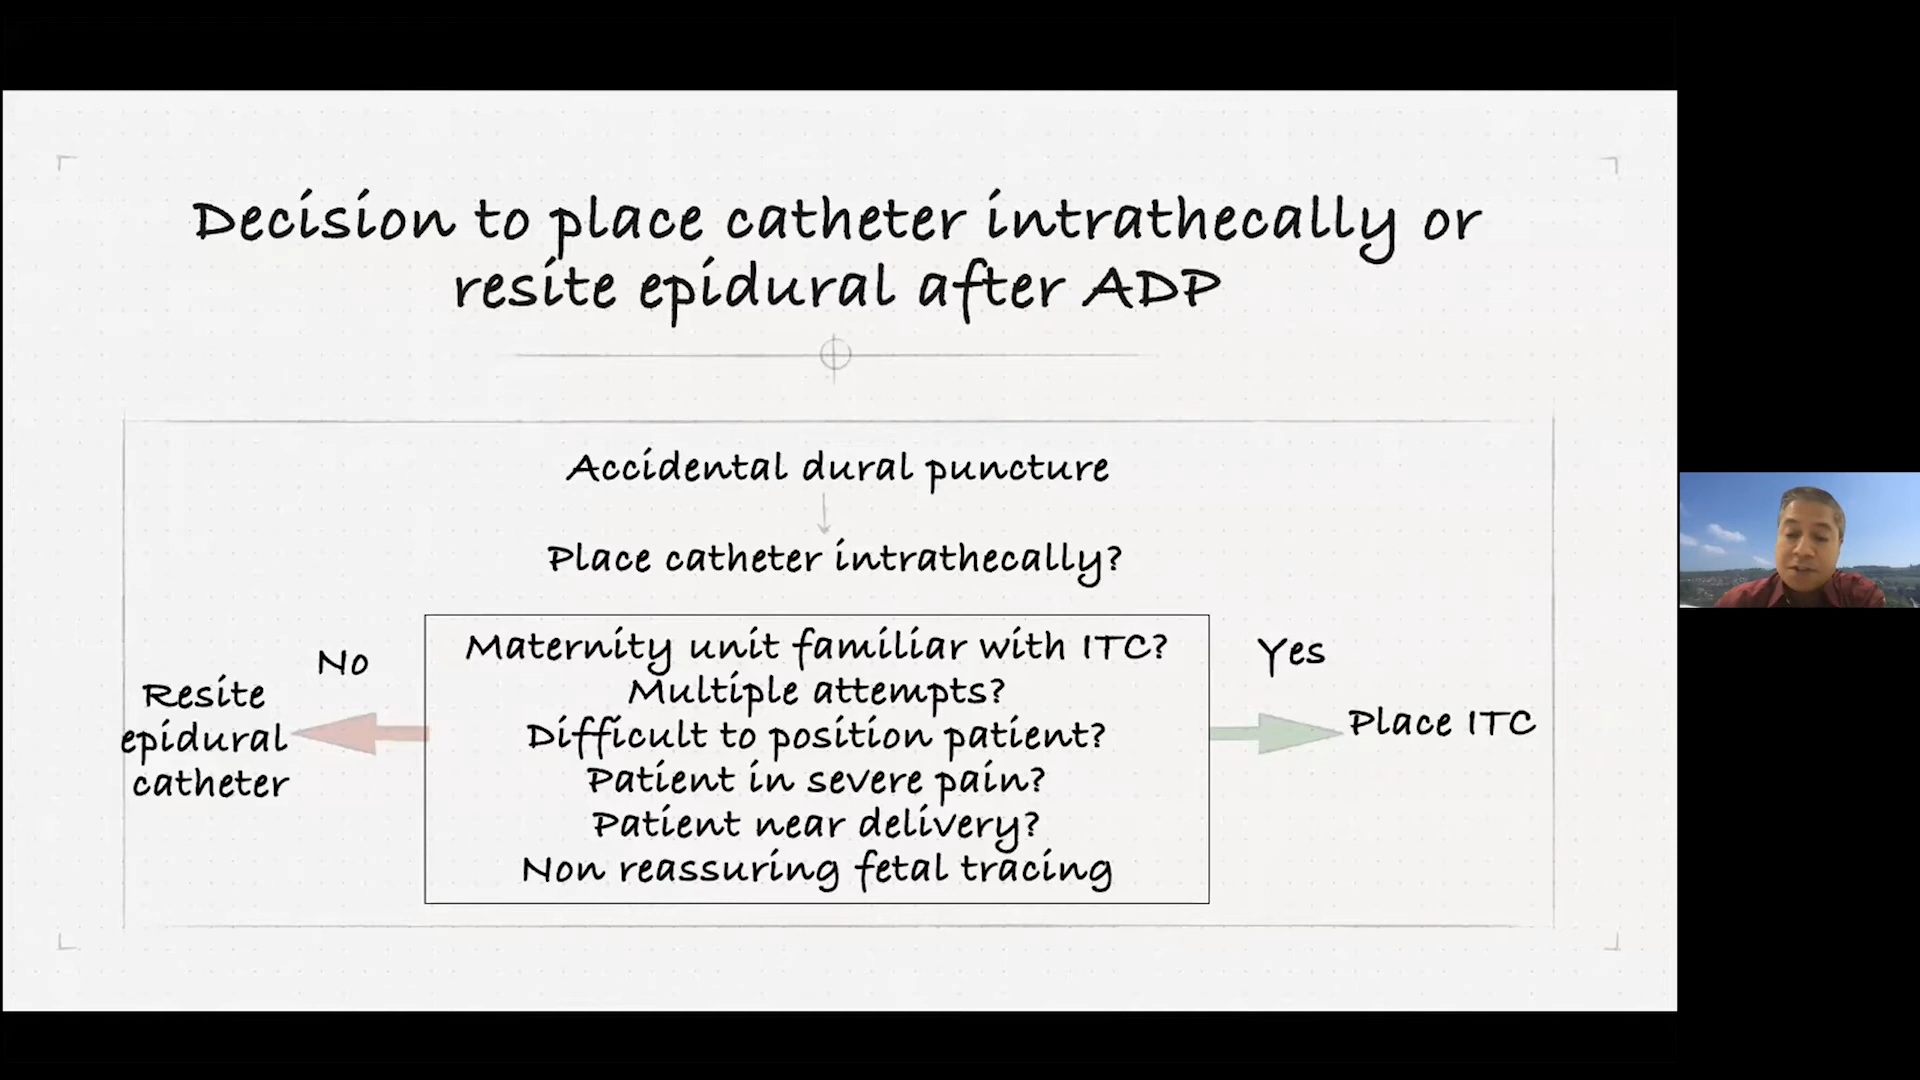 Decision to place catheter intrathecally or
resite epidural after ADP
Accidental dural puncture
Place catheter intrathecally?
No
Resite
epidural
catheter
Maternity unit familiar with ITC?
Multiple attempts?
Difficult to position patient?
Patient in severe pain?
Patient near delivery?
Non reassuring fetal tracing
Yes
Place ITC